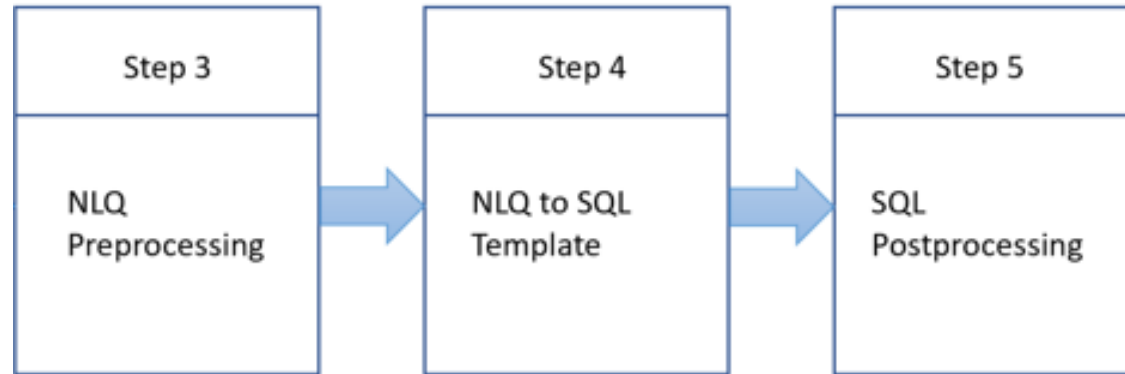 Step 3
NLQ
Preprocessing
Step 4
NLQ to SQL
Template
Step 5
SQL
Postprocessing